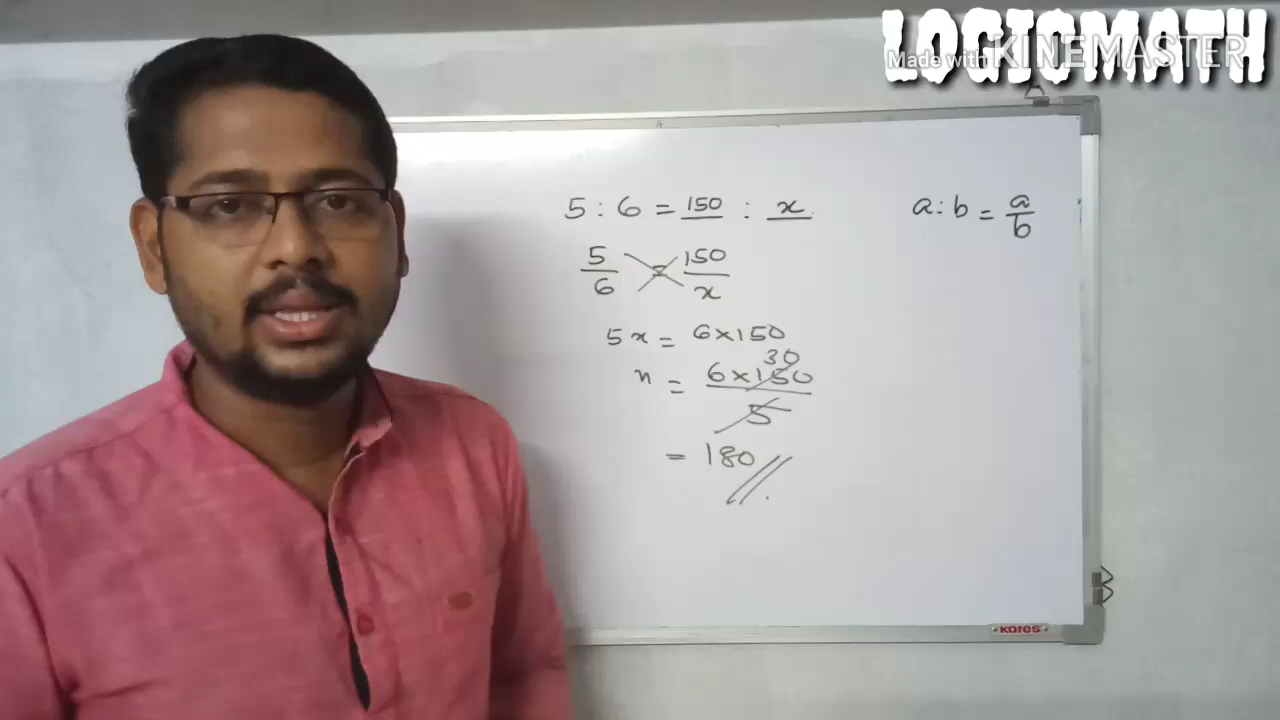 LOGICMATH
Made with KINEMASTER
5 : 6 = 150 : x
a : b = a/b
5/6 = 150/x
5x = 6×150
30
x = 6×150/5
= 180
KORES